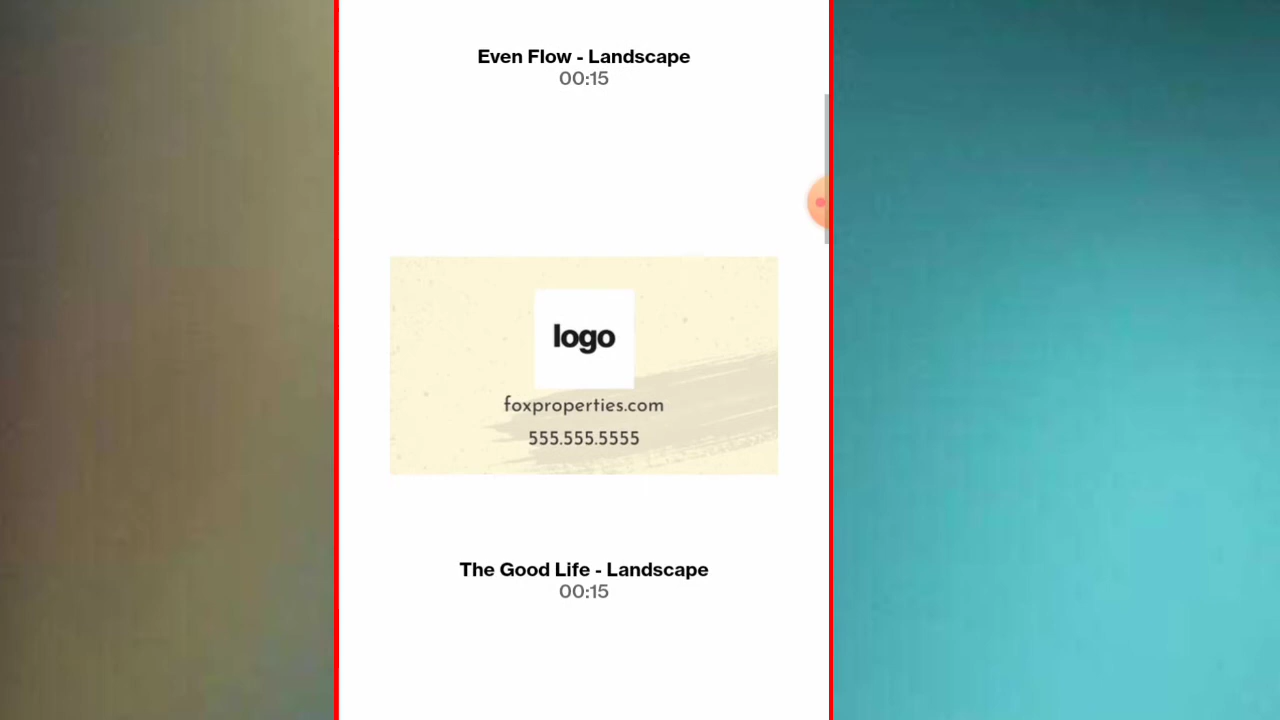 Even Flow - Landscape
00:15
logo
foxproperties.com
555.555.5555
The Good Life - Landscape
00:15